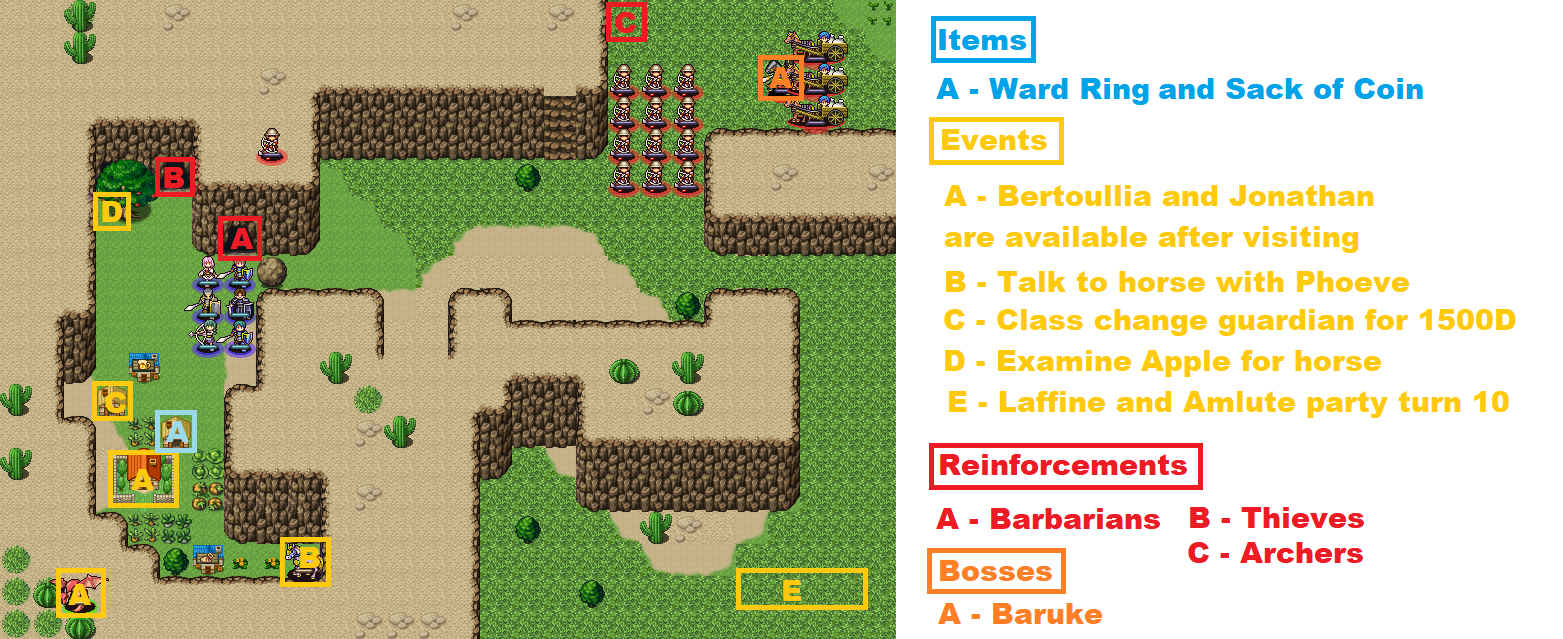 C
A
B
D
A
C
A
A
B
A
E
Items
A - Ward Ring and Sack of Coin
Events
A - Bertoullia and Jonathan
are available after visiting
B - Talk to horse with Phoeve
C - Class change guardian for 1500D
D - Examine Apple for horse
E - Laffine and Amlute party turn 10
Reinforcements
A - Barbarians B - Thieves
C - Archers
Bosses
A - Baruke